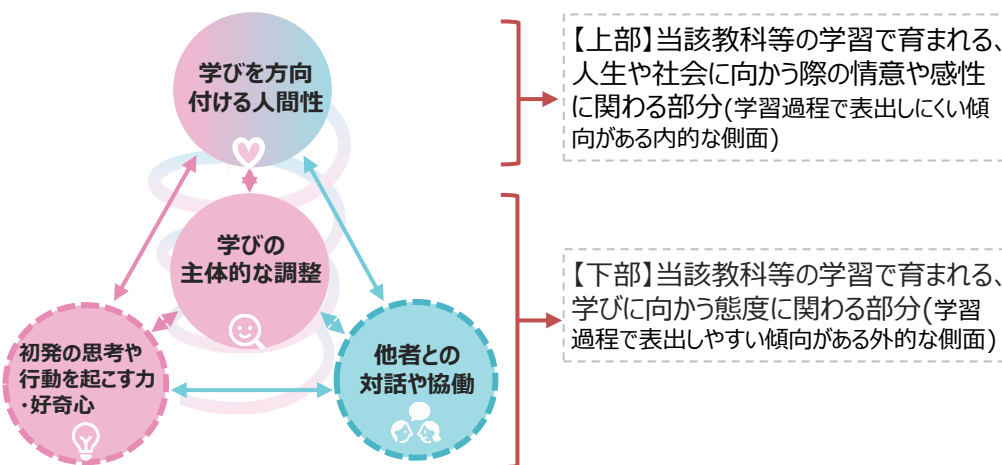 学びを方向
付ける人間性
学びの
主体的な調整
初発の思考や
行動を起こす力
・好奇心
他者との
対話や協働
【上部】当該教科等の学習で育まれる、
人生や社会に向かう際の情意や感性
に関わる部分(学習過程で表出しにくい傾
向がある内的な側面)
【下部】当該教科等の学習で育まれる、
学びに向かう態度に関わる部分(学習
過程で表出しやすい傾向がある外的な側面)